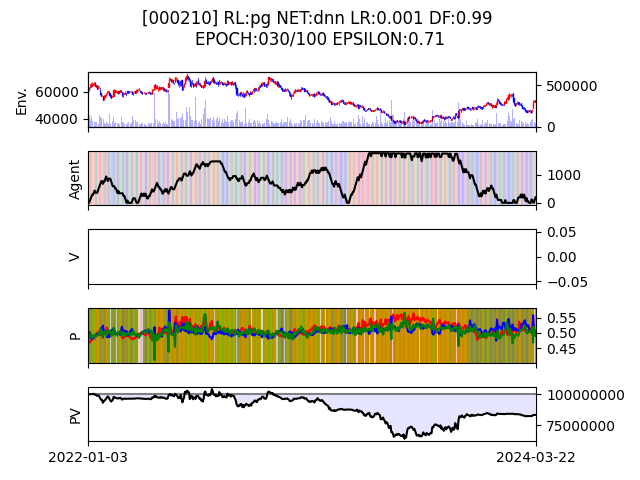 [000210] RL:pg NET:dnn LR:0.001 DF:0.99
EPOCH:030/100 EPSILON:0.71
Env.
60000
40000
500000
0
Agent
1000
0
V
0.05
0.00
−0.05
P
0.55
0.50
0.45
PV
100000000
75000000
2022-01-03
2024-03-22